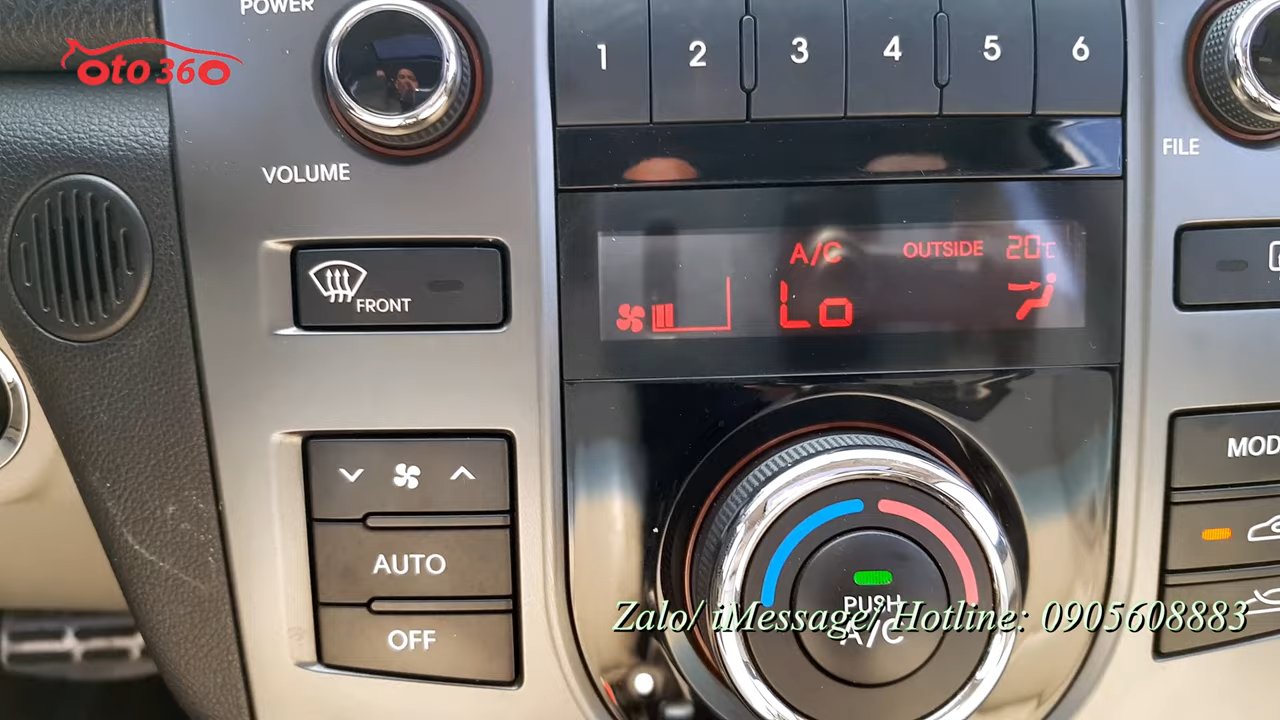 POWER
oto360
1 2 3 4 5 6
VOLUME
FILE
A/C OUTSIDE 20c
Lo
FRONT
AUTO
OFF
MOD
PUSH
A/C
Zalo/ iMessage/ Hotline: 0905608883